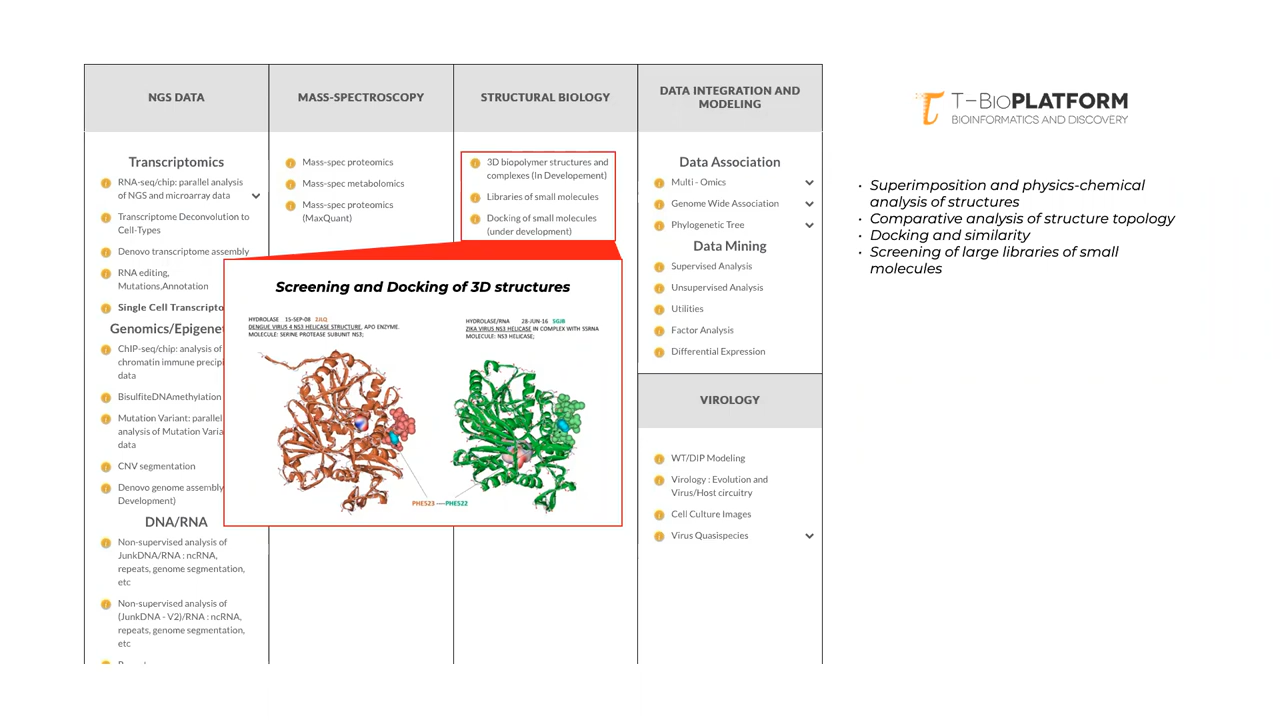 NGS DATA
MASS-SPECTROSCOPY
STRUCTURAL BIOLOGY
DATA INTEGRATION AND
MODELING
Transcriptomics
RNA-seq/chip: parallel analysis
of NGS and microarray data
Transcriptome Deconvolution to
Cell-Types
Denovo transcriptome assembly
RNA editing,
Mutations,Annotation
Single Cell Transcripto
Genomics/Epigenet
ChIP-seq/chip: analysis of
chromatin immune precip
data
BisulfiteDNAmethylation
Mutation Variant: parallel
analysis of Mutation Varia
data
CNV segmentation
Denovo genome assembly
Development)
DNA/RNA
Non-supervised analysis of
JunkDNA/RNA : ncRNA,
repeats, genome segmentation,
etc
Non-supervised analysis of
(JunkDNA - V2)/RNA : ncRNA,
repeats, genome segmentation,
etc
Mass-spec proteomics
Mass-spec metabolomics
Mass-spec proteomics
(MaxQuant)
3D biopolymer structures and
complexes (In Developement)
Libraries of small molecules
Docking of small molecules
(under development)
Screening and Docking of 3D structures
HYDROLASE 15-SEP-08 2JLQ
DENGUE VIRUS 4 NS3 HELICASE STRUCTURE, APO ENZYME.
MOLECULE: SERINE PROTEASE SUBUNIT NS3;
HYDROLASE/RNA 28-JUN-16 5GJB
ZIKA VIRUS NS3 HELICASE IN COMPLEX WITH SSRNA
MOLECULE: NS3 HELICASE;
PHE523 ----PHE522
Data Association
Multi - Omics
Genome Wide Association
Phylogenetic Tree
Data Mining
Supervised Analysis
Unsupervised Analysis
Utilities
Factor Analysis
Differential Expression
VIROLOGY
WT/DIP Modeling
Virology : Evolution and
Virus/Host circuitry
Cell Culture Images
Virus Quasispecies
T-BioPLATFORM
BIOINFORMATICS AND DISCOVERY
• Superimposition and physics-chemical
analysis of structures
• Comparative analysis of structure topology
• Docking and similarity
• Screening of large libraries of small
molecules